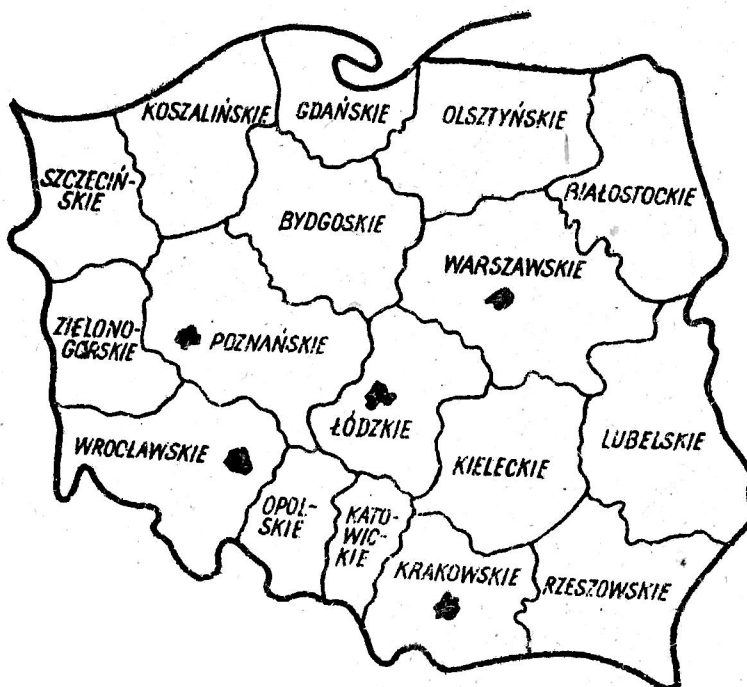 KOSZALIŃSKIE
GDAŃSKIE
OLSZTYŃSKIE
SZCZECIŃ-
SKIE
BIAŁOSTOCKIE
BYDGOSKIE
WARSZAWSKIE
ZIELONO-
GÓRSKIE
POZNAŃSKIE
ŁÓDZKIE
WROCŁAWSKIE
LUBELSKIE
KIELECKIE
OPOL-
SKIE
KATO-
WIC-
KIE
KRAKOWSKIE
RZESZOWSKIE